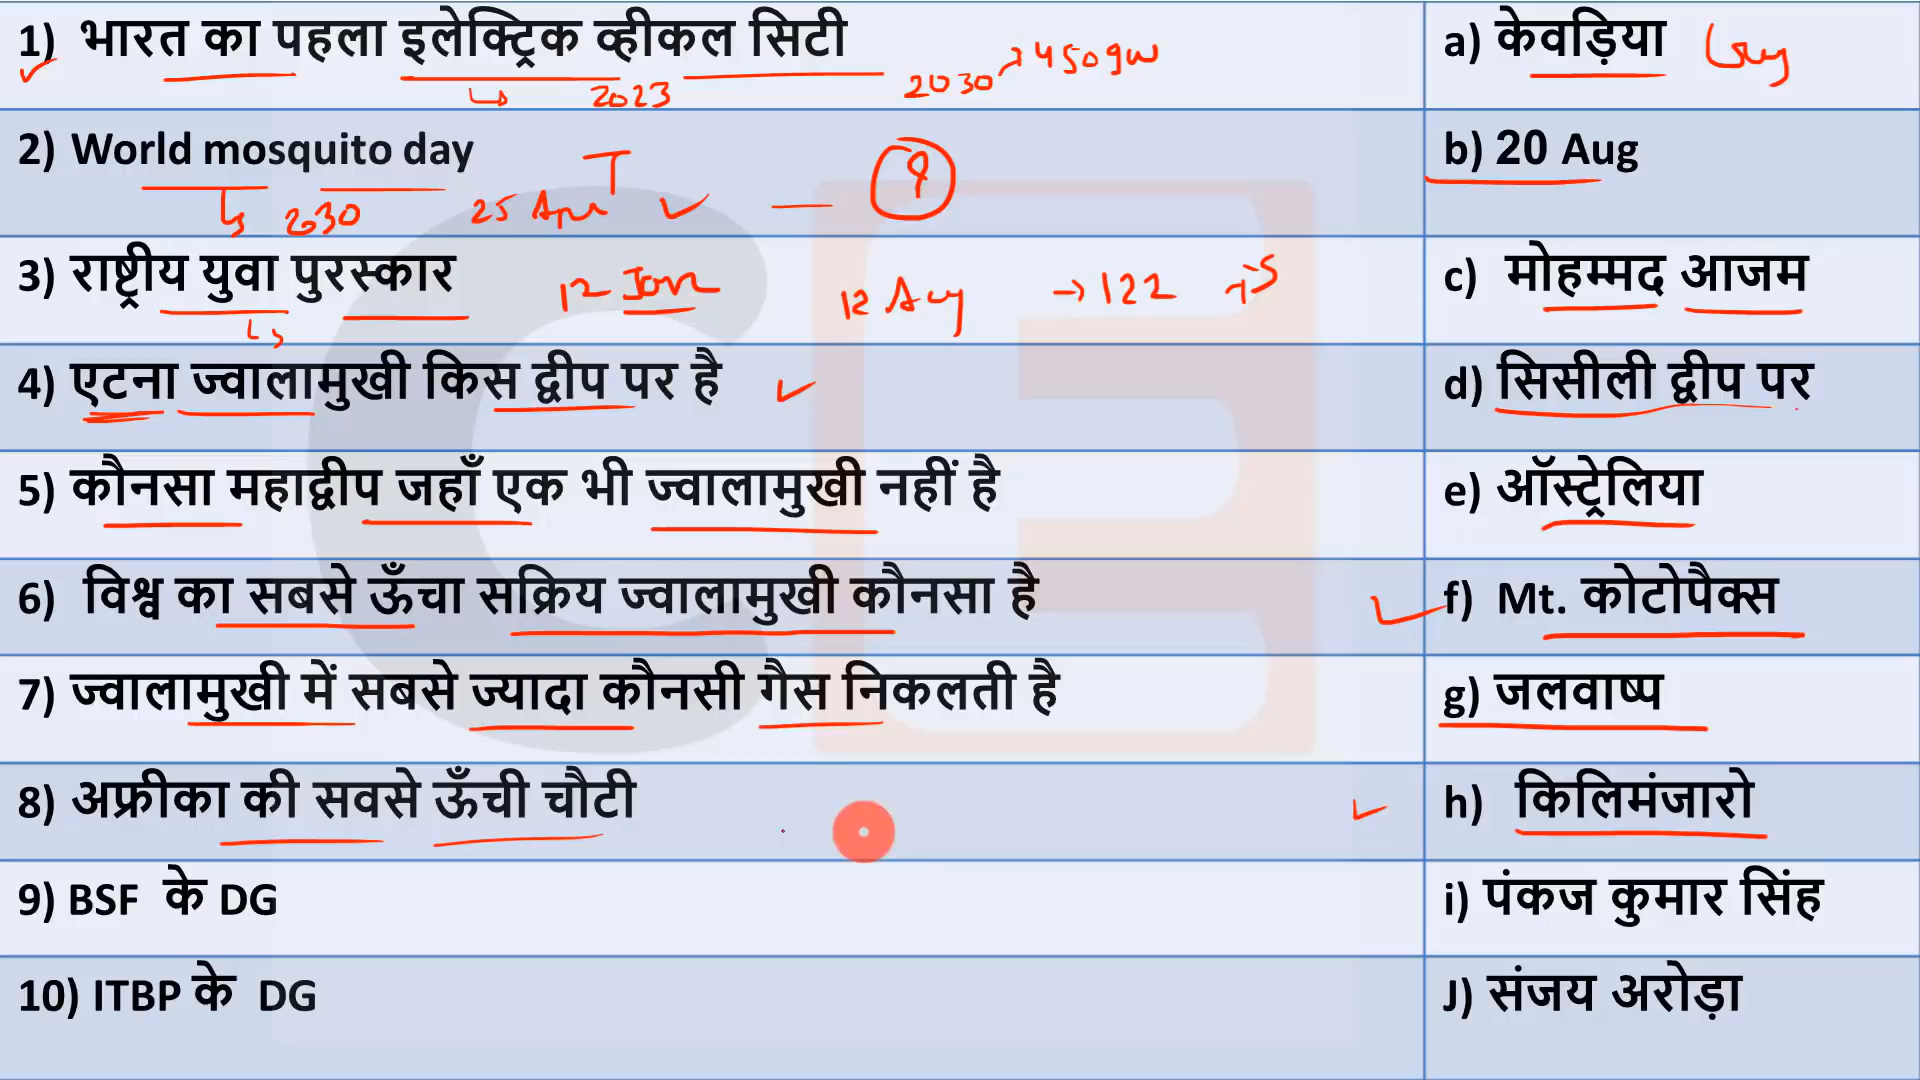 1) भारत का पहला इलेक्ट्रिक व्हीकल सिटी
2023
2030 → 450gw
a) केवड़िया
2) World mosquito day
2030
25 Apr
b) 20 Aug
3) राष्ट्रीय युवा पुरस्कार
12 Jan
12 Aug
→ 122
c) मोहम्मद आजम
4) एटना ज्वालामुखी किस द्वीप पर है
d) सिसीली द्वीप पर
5) कौनसा महाद्वीप जहाँ एक भी ज्वालामुखी नहीं है
e) ऑस्ट्रेलिया
6) विश्व का सबसे ऊँचा सक्रिय ज्वालामुखी कौनसा है
f) Mt. कोटोपैक्स
7) ज्वालामुखी में सबसे ज्यादा कौनसी गैस निकलती है
g) जलवाष्प
8) अफ्रीका की सवसे ऊँची चौटी
h) किलिमंजारो
9) BSF के DG
i) पंकज कुमार सिंह
10) ITBP के DG
J) संजय अरोड़ा